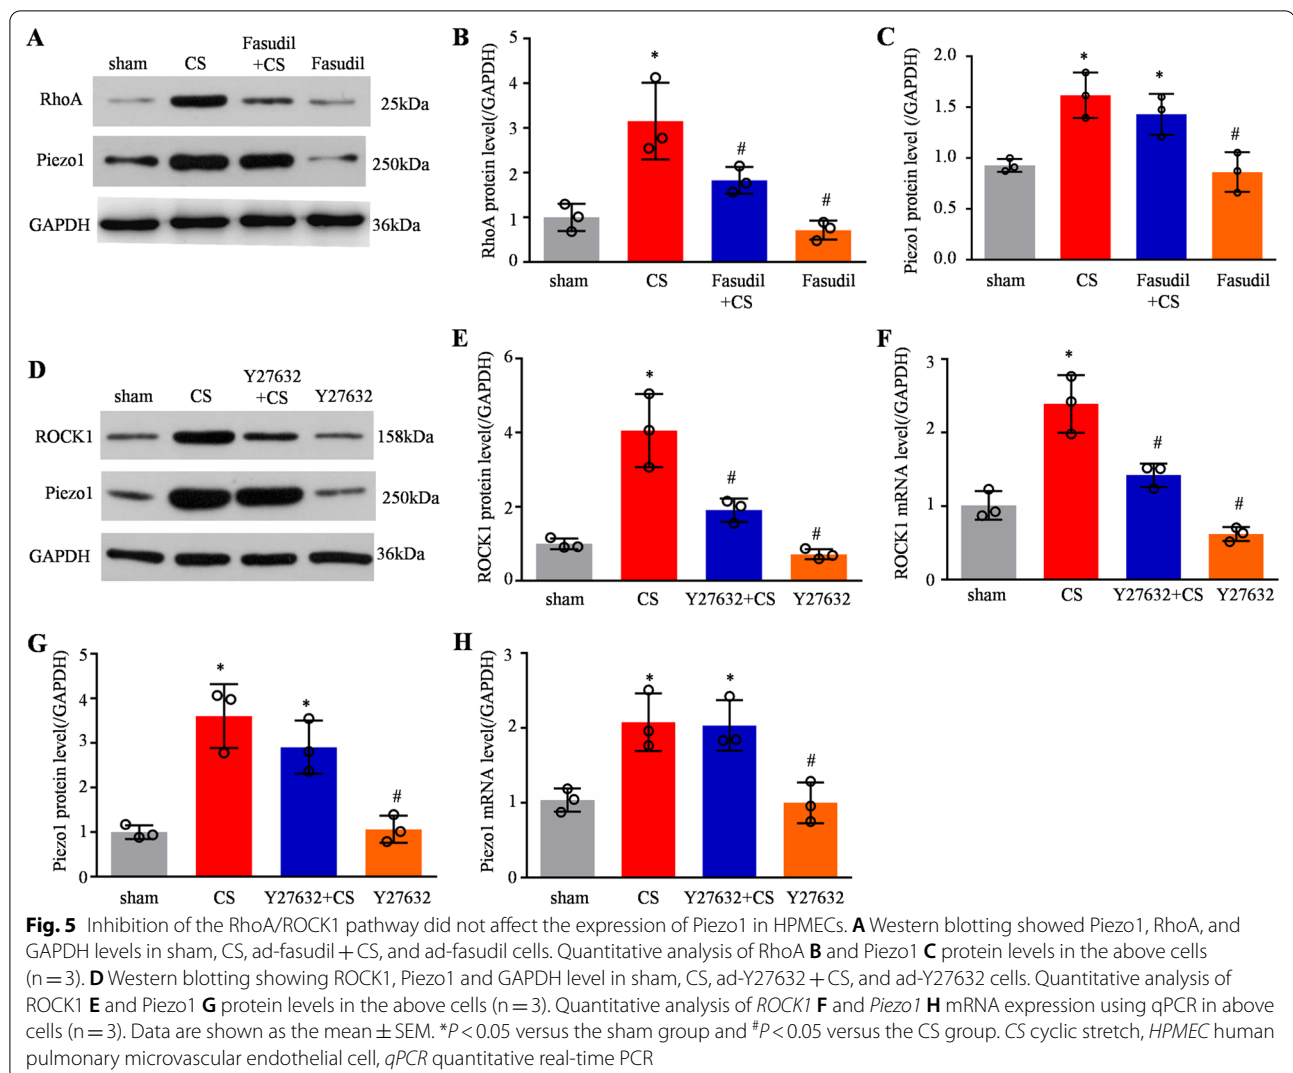 A
sham
CS
Fasudil
+CS
Fasudil
RhoA
25kDa
Piezo1
250kDa
GAPDH
36kDa
B
RhoA protein level(/GAPDH)
5
4
3
2
1
0
*
#
#
sham
CS
Fasudil
+CS
Fasudil
C
Piezo1 protein level (/GAPDH)
2.0
1.5
1.0
0.5
0.0
*
*
#
sham
CS
Fasudil
+CS
Fasudil
D
sham
CS
Y27632
+CS
Y27632
ROCK1
158kDa
Piezo1
250kDa
GAPDH
36kDa
E
ROCK1 protein level(/GAPDH)
6
4
2
0
*
#
#
sham
CS
Y27632+CS
Y27632
F
ROCK1 mRNA level(/GAPDH)
3
2
1
0
*
#
#
sham
CS
Y27632+CS
Y27632
G
Piezo1 protein level(/GAPDH)
5
4
3
2
1
0
*
*
#
sham
CS
Y27632+CS
Y27632
H
Piezo1 mRNA level(/GAPDH)
3
2
1
0
*
*
#
sham
CS
Y27632+CS
Y27632
Fig. 5 Inhibition of the RhoA/ROCK1 pathway did not affect the expression of Piezo1 in HPMECs. A Western blotting showed Piezo1, RhoA, and
GAPDH levels in sham, CS, ad-fasudil + CS, and ad-fasudil cells. Quantitative analysis of RhoA B and Piezo1 C protein levels in the above cells
(n = 3). D Western blotting showing ROCK1, Piezo1 and GAPDH level in sham, CS, ad-Y27632 + CS, and ad-Y27632 cells. Quantitative analysis of
ROCK1 E and Piezo1 G protein levels in the above cells (n = 3). Quantitative analysis of ROCK1 F and Piezo1 H mRNA expression using qPCR in above
cells (n = 3). Data are shown as the mean ± SEM. *P < 0.05 versus the sham group and #P < 0.05 versus the CS group. CS cyclic stretch, HPMEC human
pulmonary microvascular endothelial cell, qPCR quantitative real-time PCR